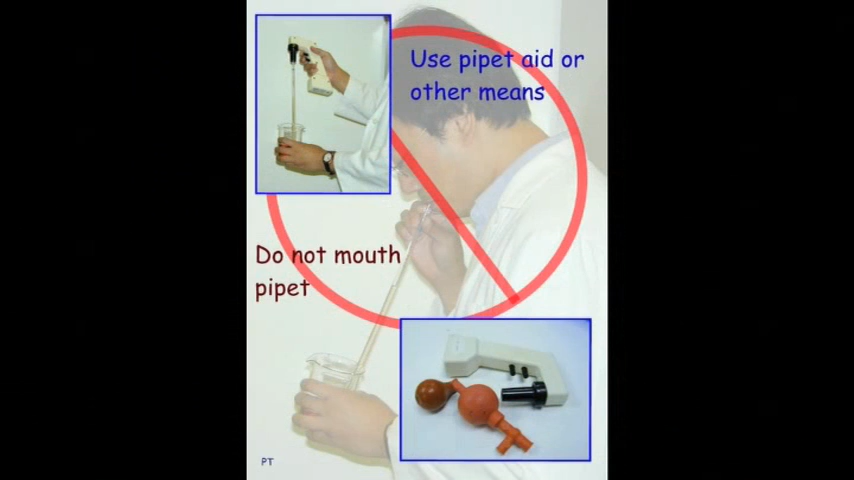 Use pipet aid or
other means
Do not mouth
pipet
PT